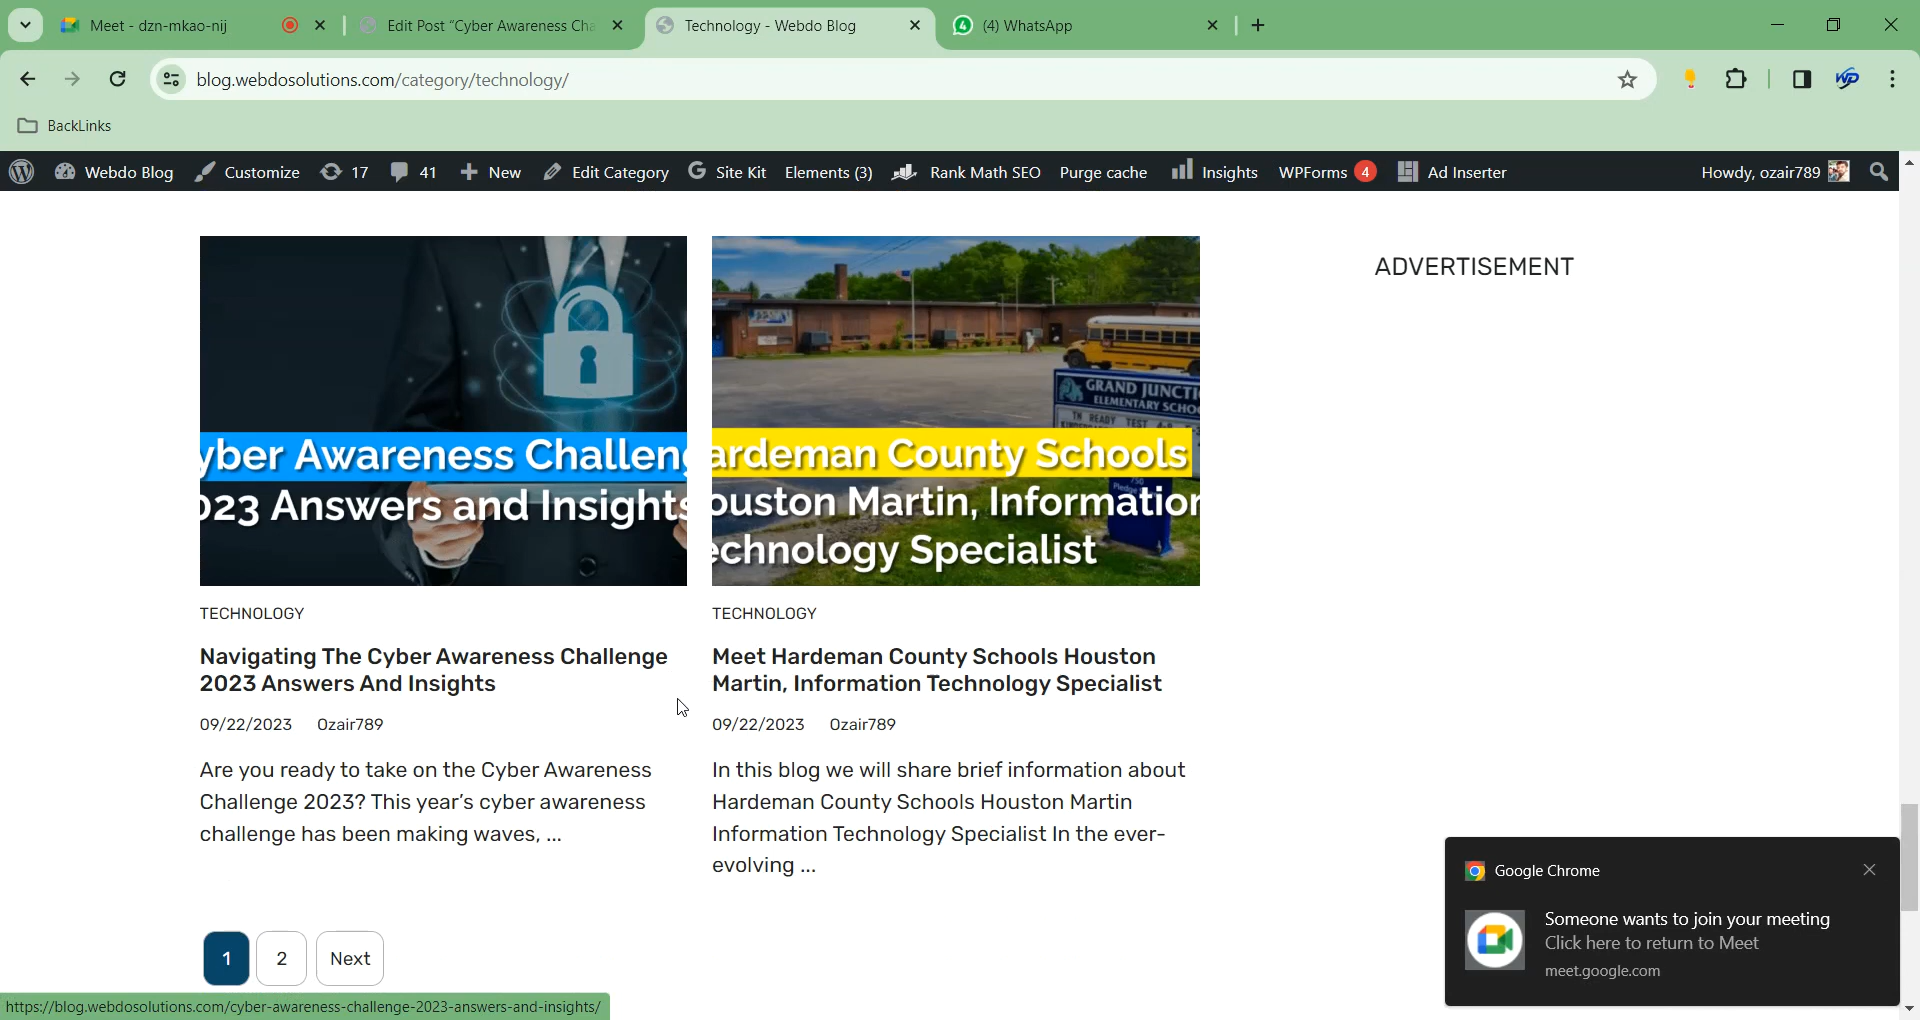 Meet - dzn-mkao-nij
Edit Post "Cyber Awareness Cha
Technology - Webdo Blog
(4) WhatsApp
blog.webdosolutions.com/category/technology/
BackLinks
Webdo Blog
Customize
17
41
New
Edit Category
Site Kit
Elements (3)
Rank Math SEO
Purge cache
Insights
WPForms 4
Ad Inserter
Howdy, ozair789
yber Awareness Challeng
023 Answers and Insights
GRAND JUNCTI
ELEMENTARY SCHO
TN READY TEST 4-8
ardeman County Schools
ouston Martin, Information
echnology Specialist
ADVERTISEMENT
TECHNOLOGY
Navigating The Cyber Awareness Challenge
2023 Answers And Insights
09/22/2023 Ozair789
Are you ready to take on the Cyber Awareness
Challenge 2023? This year's cyber awareness
challenge has been making waves, ...
TECHNOLOGY
Meet Hardeman County Schools Houston
Martin, Information Technology Specialist
09/22/2023 Ozair789
In this blog we will share brief information about
Hardeman County Schools Houston Martin
Information Technology Specialist In the ever-
evolving ...
1 2 Next
Google Chrome
Someone wants to join your meeting
Click here to return to Meet
meet.google.com
https://blog.webdosolutions.com/cyber-awareness-challenge-2023-answers-and-insights/